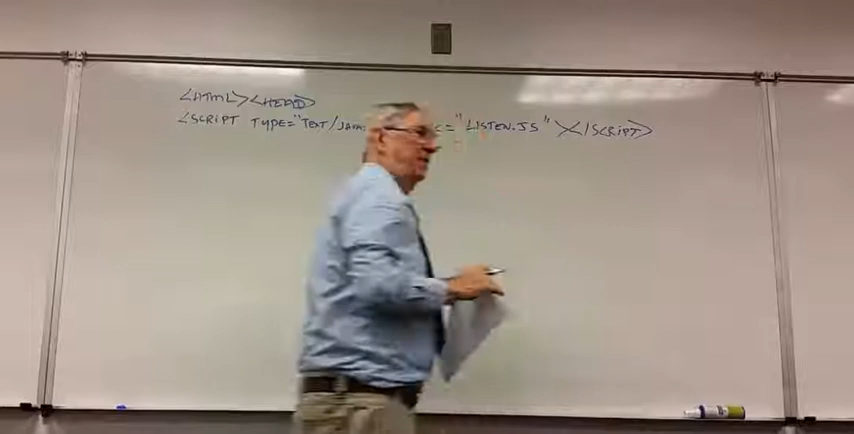 <HTML><HEAD>
<SCRIPT TYPE="TEXT/JAVA C="LISTEN.JS"></SCRIPT>